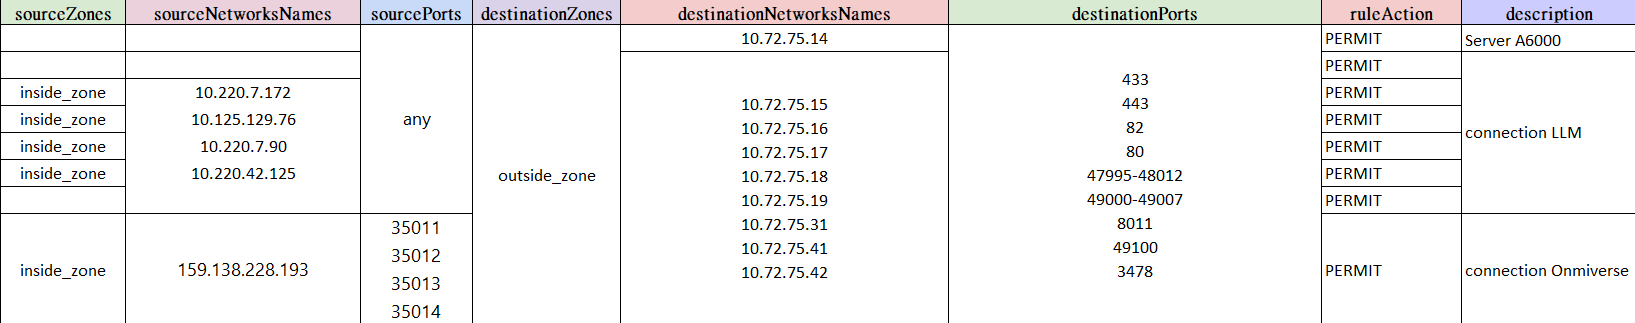 sourceZones sourceNetworksNames sourcePorts destinationZones destinationNetworksNames destinationPorts ruleAction description
10.72.75.14 PERMIT Server A6000
PERMIT
433
inside_zone 10.220.7.172 PERMIT
10.72.75.15 443
inside_zone 10.125.129.76 any PERMIT
10.72.75.16 82
connection LLM
inside_zone 10.220.7.90 PERMIT
10.72.75.17 80
inside_zone 10.220.42.125 outside_zone 10.72.75.18 47995-48012 PERMIT
10.72.75.19 49000-49007 PERMIT
35011 10.72.75.31 8011
35012 10.72.75.41 49100
inside_zone 159.138.228.193 10.72.75.42 3478 PERMIT connection Onmiverse
35013
35014